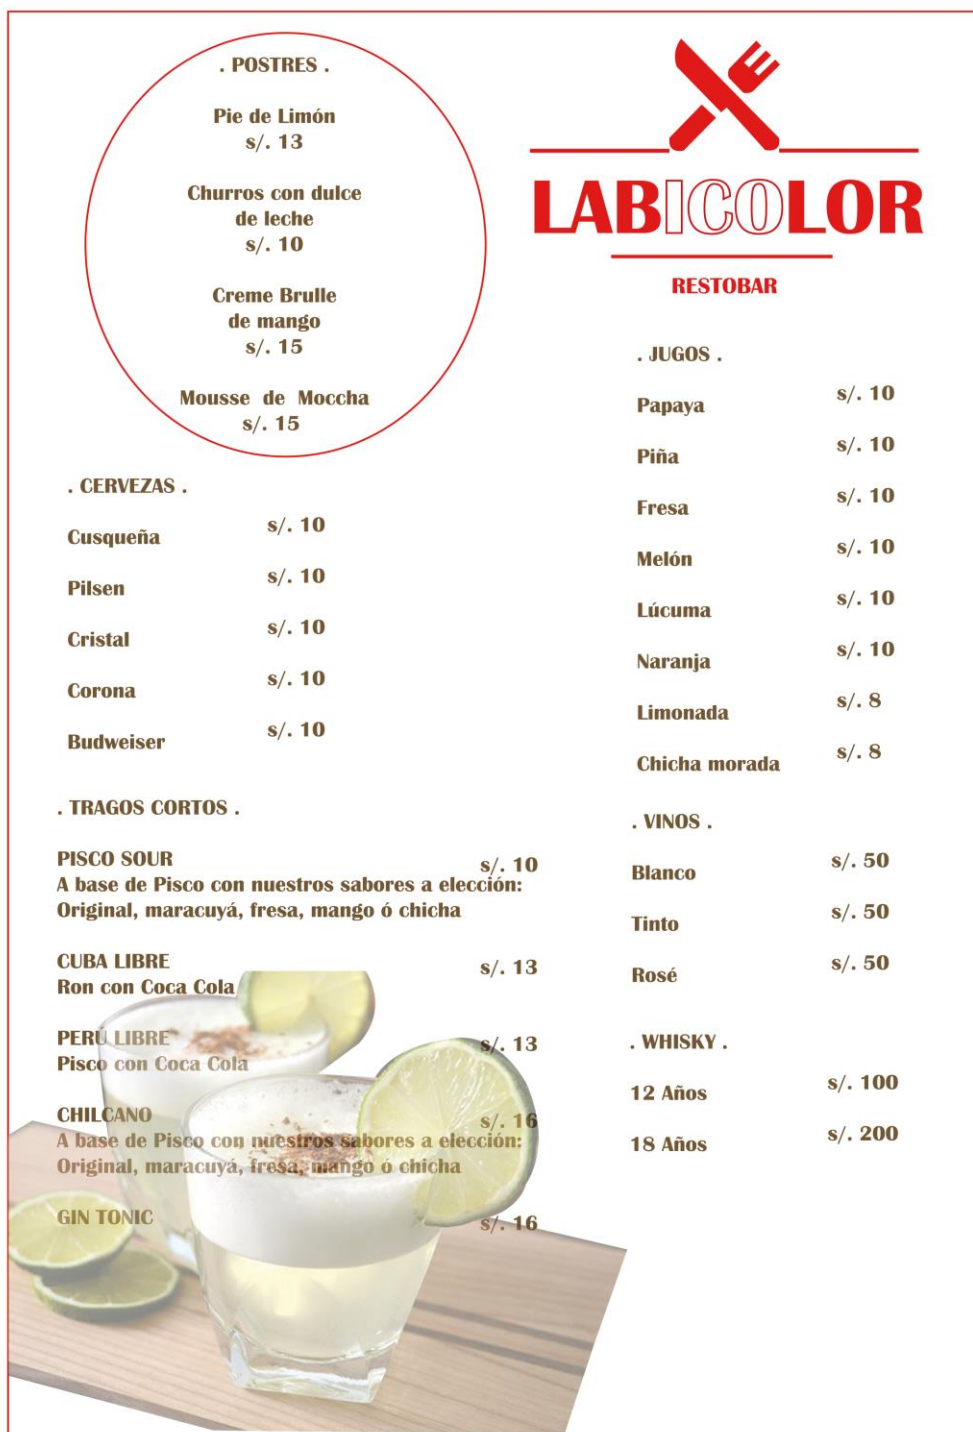 . POSTRES .
Pie de Limón
s/. 13
Churros con dulce
de leche
s/. 10
Creme Brulle
de mango
s/. 15
Mousse de Moccha
s/. 15
LABICOLOR
RESTOBAR
. CERVEZAS .
Cusqueña s/. 10
Pilsen s/. 10
Cristal s/. 10
Corona s/. 10
Budweiser s/. 10
. TRAGOS CORTOS .
PISCO SOUR s/. 10
A base de Pisco con nuestros sabores a elección:
Original, maracuyá, fresa, mango ó chicha
CUBA LIBRE s/. 13
Ron con Coca Cola
PERÚ LIBRE s/. 13
Pisco con Coca Cola
CHILCANO s/. 16
A base de Pisco con nuestros sabores a elección:
Original, maracuyá, fresa, mango ó chicha
GIN TONIC s/. 16
. JUGOS .
Papaya s/. 10
Piña s/. 10
Fresa s/. 10
Melón s/. 10
Lúcuma s/. 10
Naranja s/. 10
Limonada s/. 8
Chicha morada s/. 8
. VINOS .
Blanco s/. 50
Tinto s/. 50
Rosé s/. 50
. WHISKY .
12 Años s/. 100
18 Años s/. 200